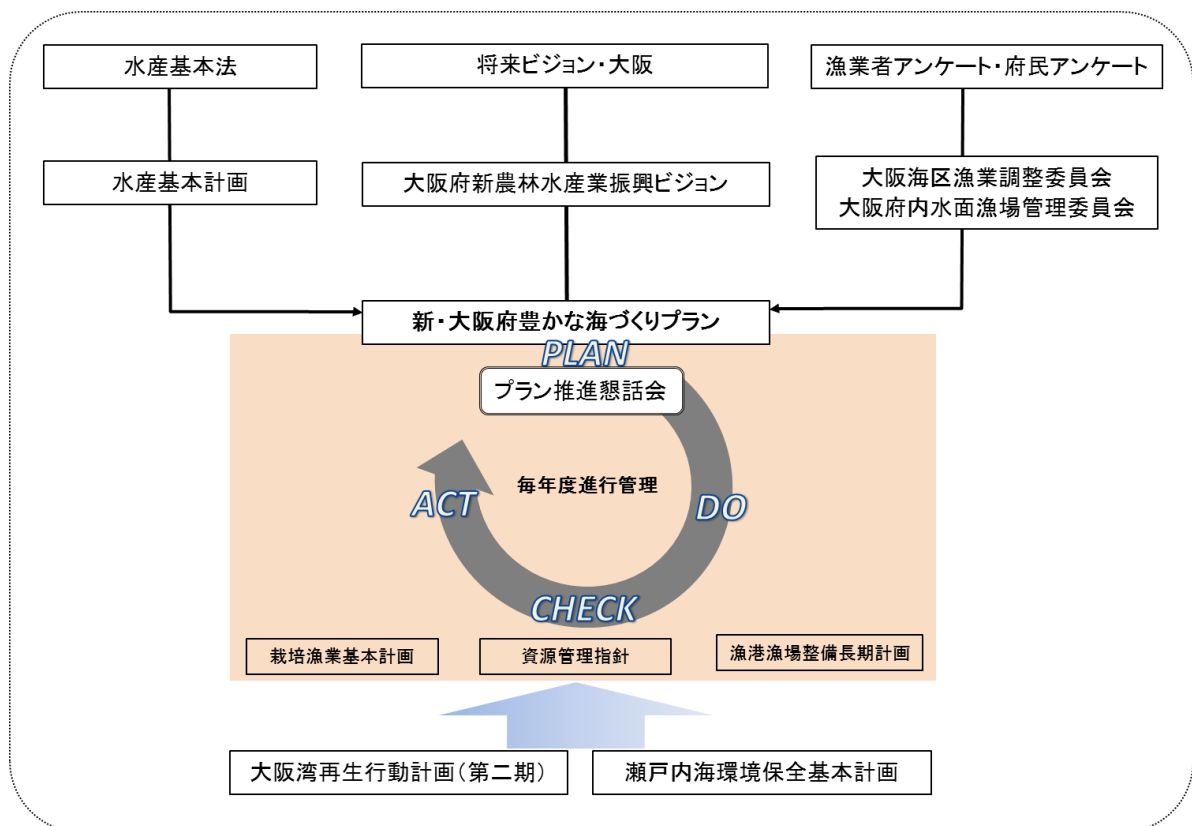 水産基本法
将来ビジョン・大阪
漁業者アンケート・府民アンケート
水産基本計画
大阪府新農林水産業振興ビジョン
大阪海区漁業調整委員会
大阪府内水面漁場管理委員会
新・大阪府豊かな海づくりプラン
PLAN
プラン推進懇話会
毎年度進行管理
ACT
DO
CHECK
栽培漁業基本計画
資源管理指針
漁港漁場整備長期計画
大阪湾再生行動計画（第二期）
瀬戸内海環境保全基本計画